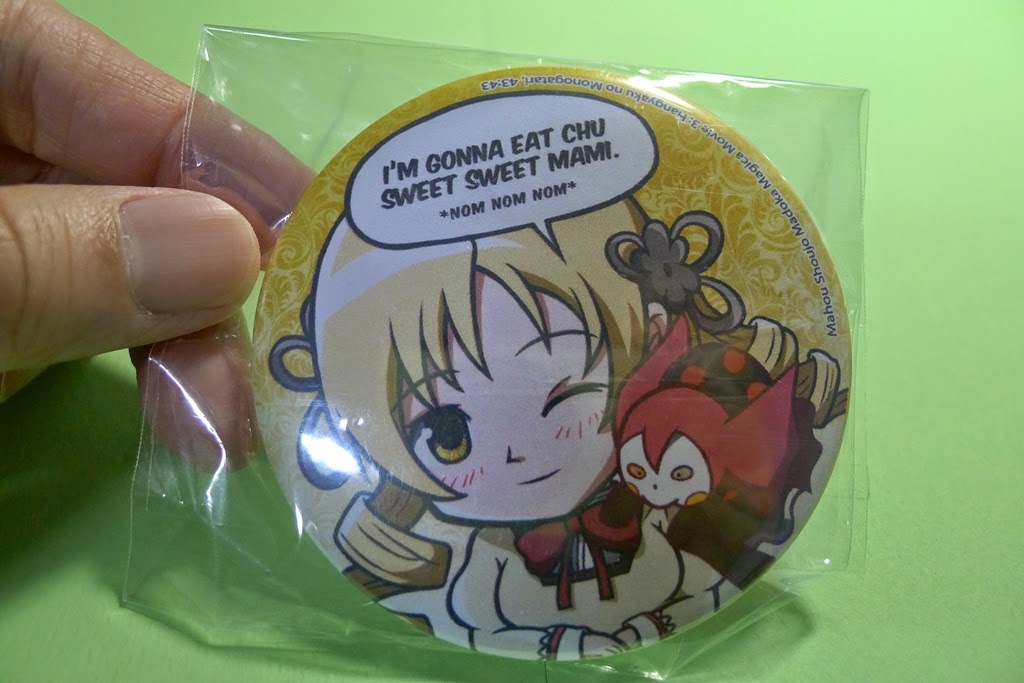 I'M GONNA EAT CHU
SWEET SWEET MAMI.
*NOM NOM NOM*
Mahou Shoujo Madoka Magica Movie 3: hangyaku no Monogatari, 43:43